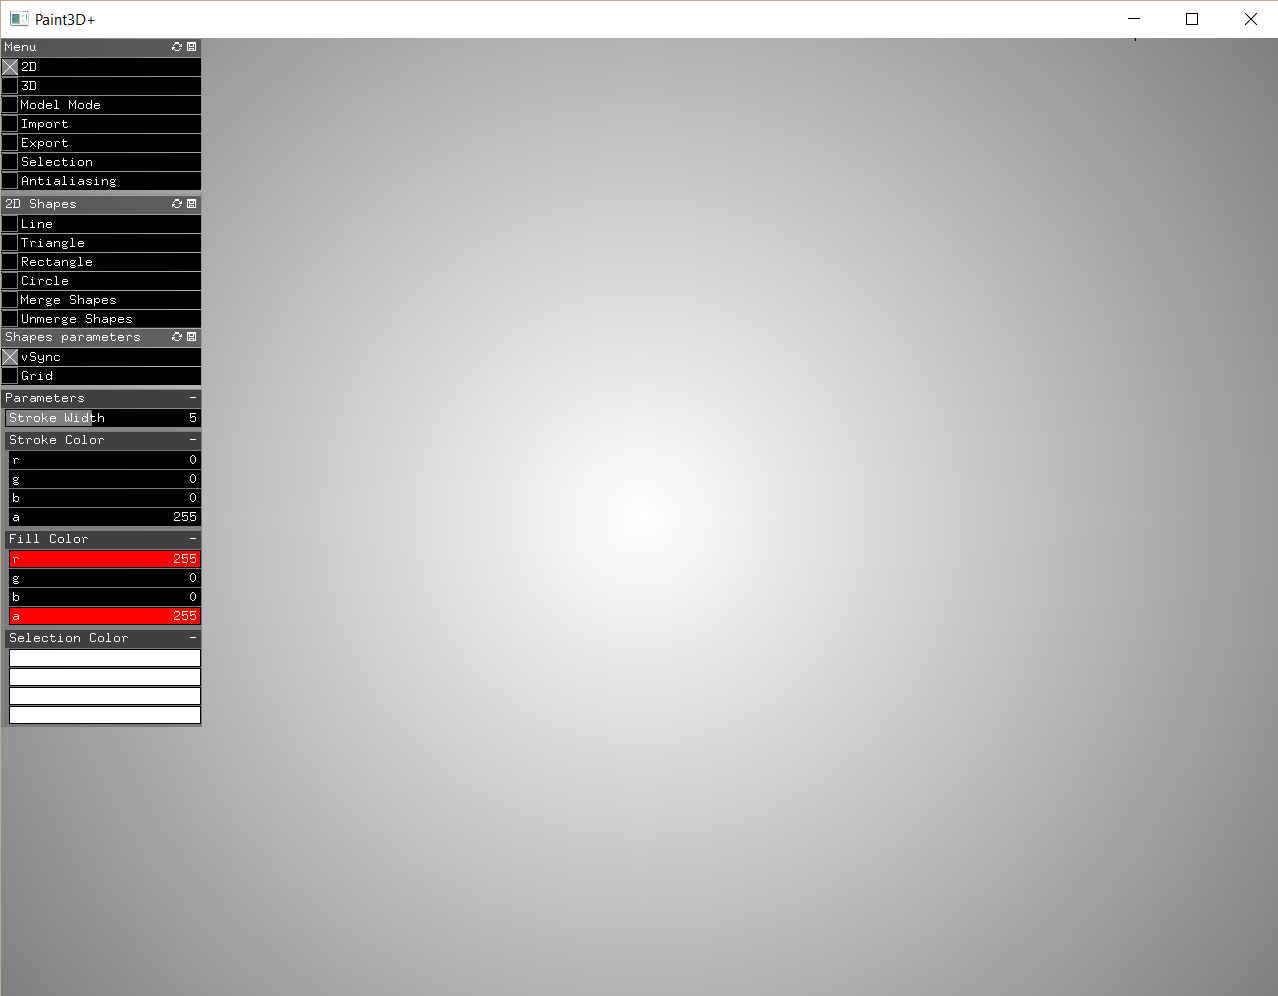 Paint3D+
Menu
2D
3D
Model Mode
Import
Export
Selection
Antialiasing
2D Shapes
Line
Triangle
Rectangle
Circle
Merge Shapes
Unmerge Shapes
Shapes parameters
vSync
Grid
Parameters -
Stroke Width 5
Stroke Color -
r 0
g 0
b 0
a 255
Fill Color -
r 255
g 0
b 0
a 255
Selection Color -